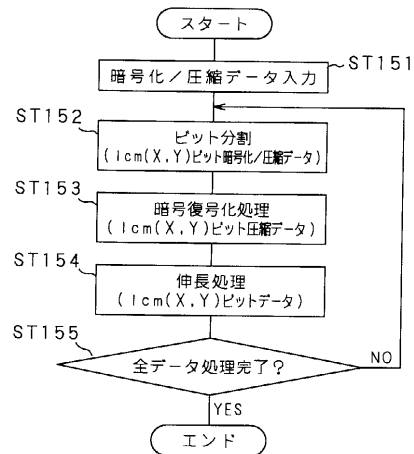 スタート
暗号化／圧縮データ入力
ST151
ST152
ビット分割
(lcm(X,Y)ビット暗号化/圧縮データ)
ST153
暗号復号化処理
(lcm(X,Y)ビット圧縮データ)
ST154
伸長処理
(lcm(X,Y)ビットデータ)
ST155
全データ処理完了?
NO
YES
エンド